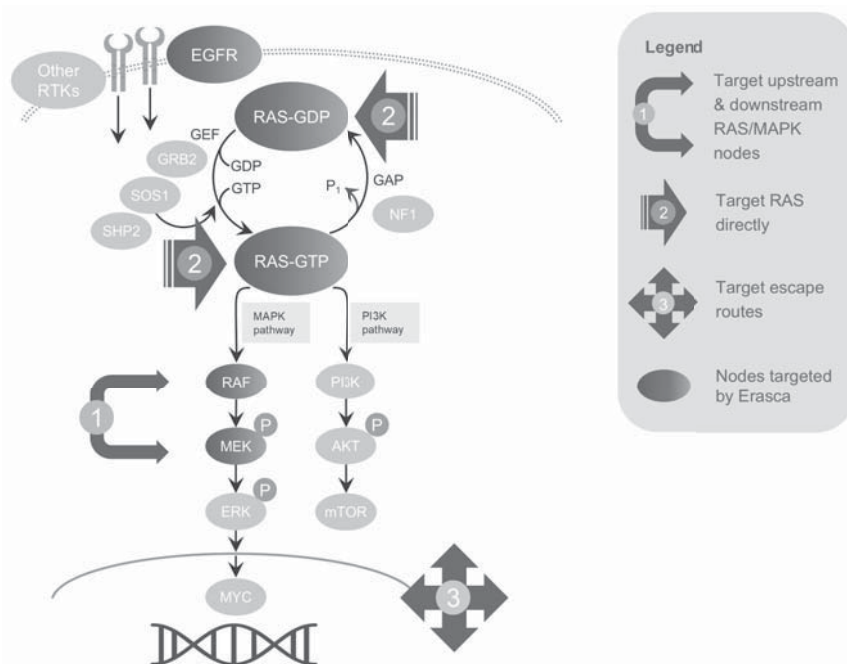 Other
RTKs
EGFR
RAS-GDP
2
GEF
GDP
GTP
GRB2
SOS1
SHP2
P1
GAP
NF1
2
RAS-GTP
MAPK
pathway
PI3K
pathway
1
RAF
PI3K
P
MEK
P
AKT
P
ERK
mTOR
MYC
3
Legend
1
Target upstream
& downstream
RAS/MAPK
nodes
2
Target RAS
directly
3
Target escape
routes
Nodes targeted
by Erasca